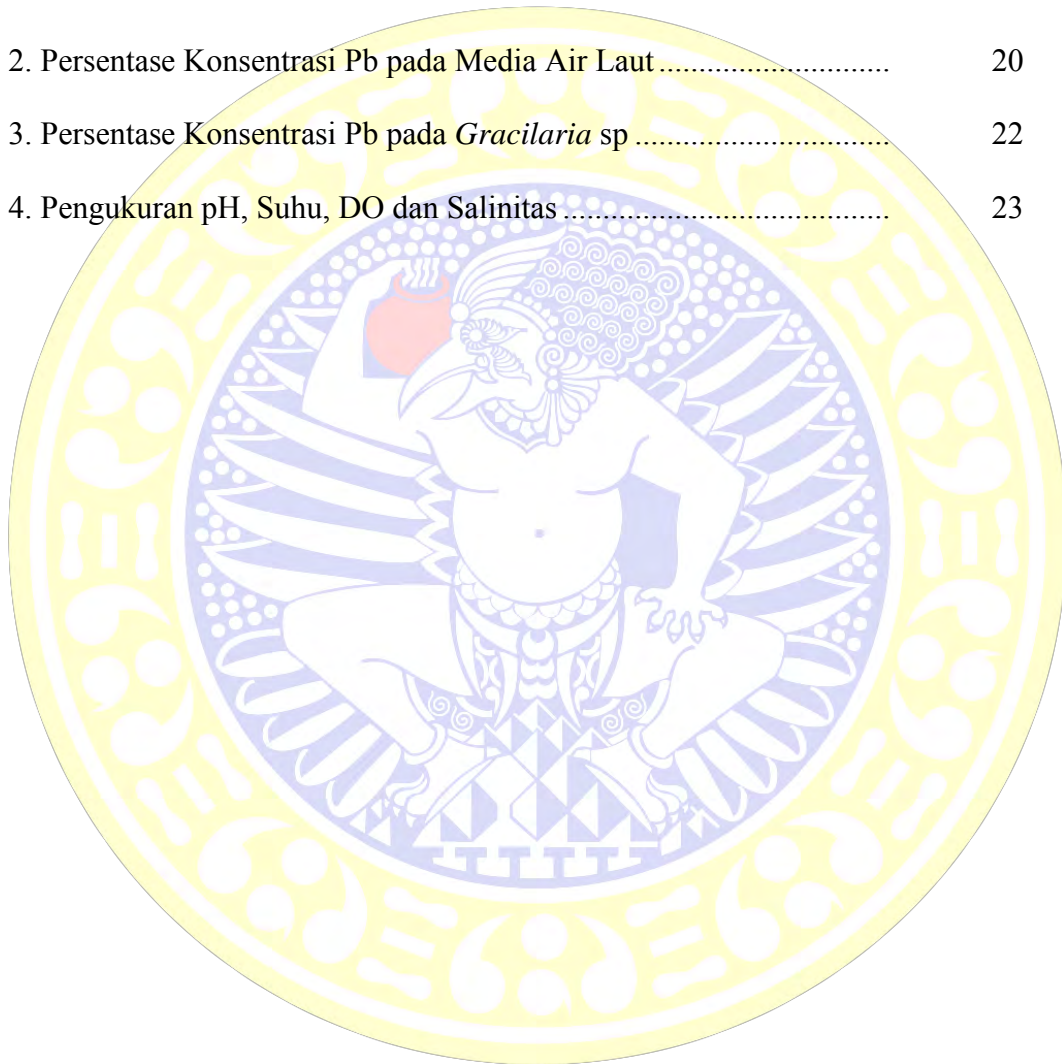 2. Persentase Konsentrasi Pb pada Media Air Laut ............................ 20
3. Persentase Konsentrasi Pb pada Gracilaria sp ............................... 22
4. Pengukuran pH, Suhu, DO dan Salinitas ........................................ 23